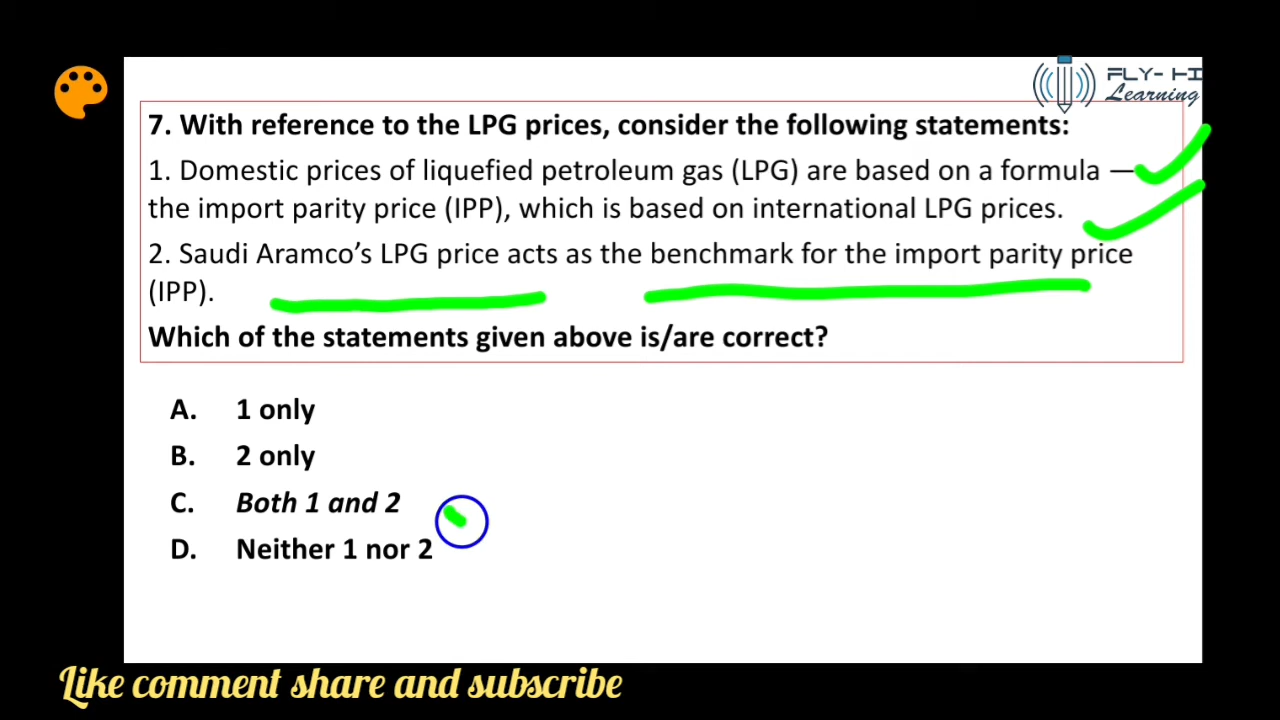 FLY- HI
Learning
7. With reference to the LPG prices, consider the following statements:
1. Domestic prices of liquefied petroleum gas (LPG) are based on a formula —
the import parity price (IPP), which is based on international LPG prices.
2. Saudi Aramco’s LPG price acts as the benchmark for the import parity price
(IPP).
Which of the statements given above is/are correct?
A. 1 only
B. 2 only
C. Both 1 and 2
D. Neither 1 nor 2
Like comment share and subscribe